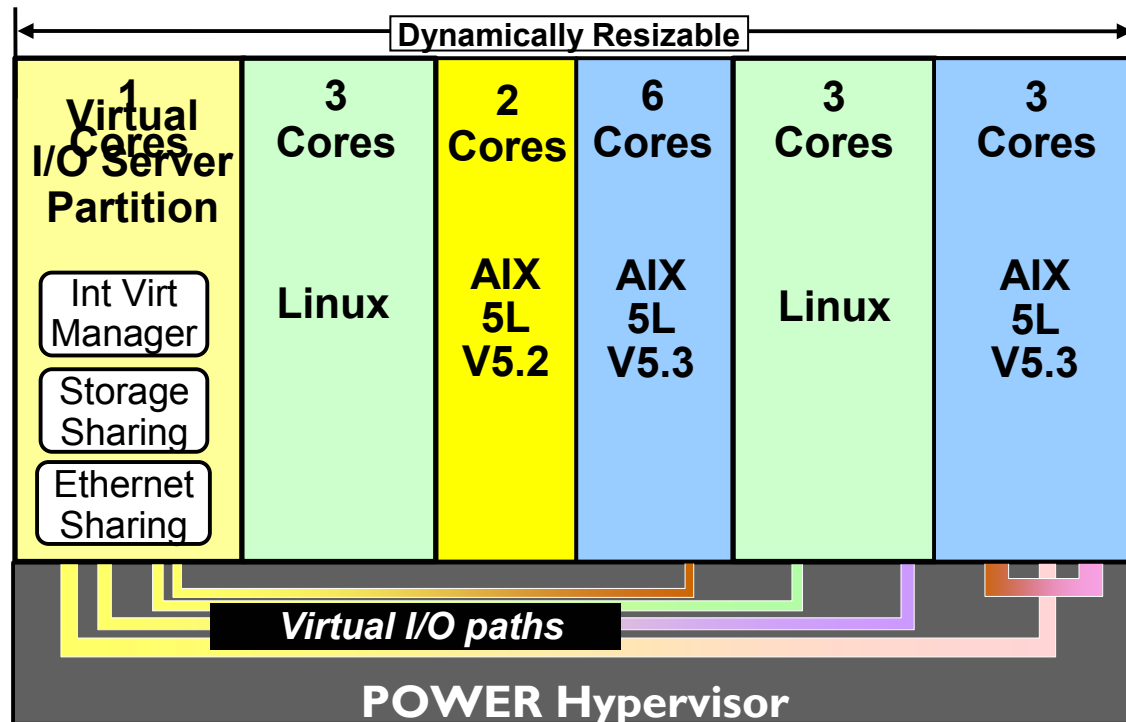 Dynamically Resizable
1
Cores
Virtual
I/O Server
Partition
Int Virt
Manager
Storage
Sharing
Ethernet
Sharing
3
Cores
Linux
2
Cores
AIX
5L
V5.2
6
Cores
AIX
5L
V5.3
3
Cores
Linux
3
Cores
AIX
5L
V5.3
Virtual I/O paths
POWER Hypervisor